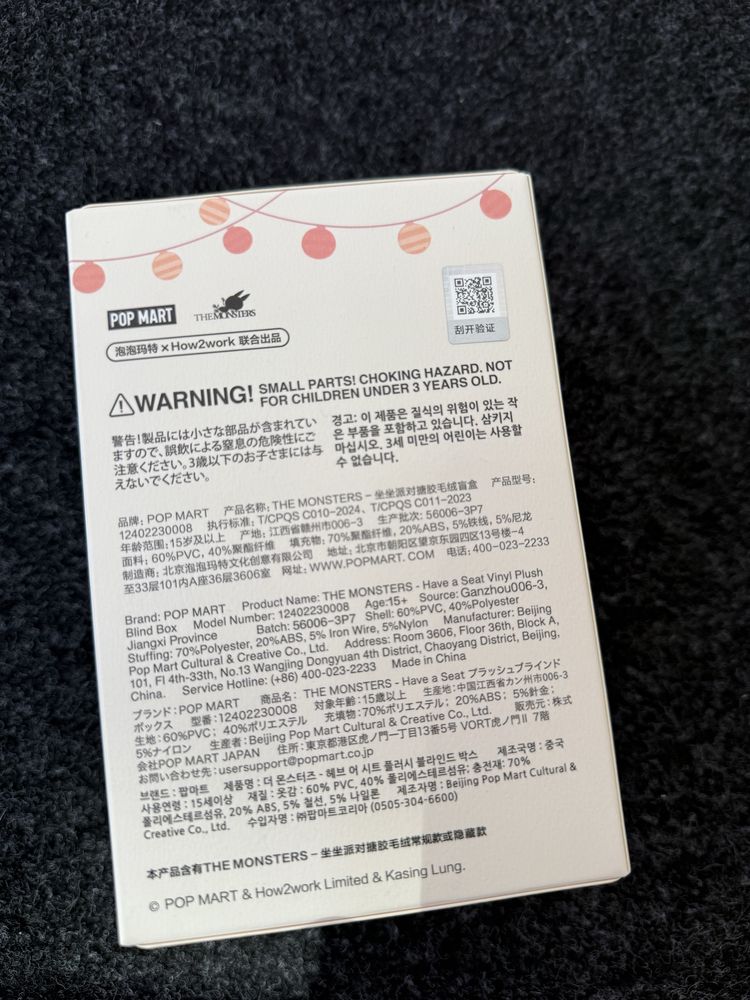 POP MART
THE MONSTERS
泡泡玛特 × How2work 联合出品
刮开验证
WARNING! SMALL PARTS! CHOKING HAZARD. NOT
FOR CHILDREN UNDER 3 YEARS OLD.
警告!製品には小さな部品が含まれてい
ますので、誤飲による窒息の危険性にご
注意ください。3歳以下のお子さまには与
えないでください。
경고: 이 제품은 질식의 위험이 있는 작
은 부품을 포함하고 있습니다. 삼키지
마십시오. 3세 미만의 어린이는 사용할
수 없습니다.
品牌: POP MART 产品名称: THE MONSTERS – 坐坐派对搪胶毛绒盲盒 产品型号:
12402230008 执行标准: T/CPQS C010-2024、T/CPQS C011-2023
年龄范围: 15岁及以上 产地: 江西省赣州市006-3 生产批次: 56006-3P7
面料: 60%PVC, 40%聚酯纤维 填充物: 70%聚酯纤维, 20%ABS, 5%铁线, 5%尼龙
制造商: 北京泡泡玛特文化创意有限公司 地址: 北京市朝阳区望京东园四区13号楼-4
至33层101内A座36层3606室 网址: WWW.POPMART.COM 电话: 400-023-2233
Brand: POP MART Product Name: THE MONSTERS - Have a Seat Vinyl Plush
Blind Box Model Number: 12402230008 Age:15+ Source: Ganzhou006-3,
Jiangxi Province Batch: 56006-3P7 Shell: 60%PVC, 40%Polyester
Stuffing: 70%Polyester, 20%ABS, 5% Iron Wire, 5%Nylon Manufacturer: Beijing
Pop Mart Cultural & Creative Co., Ltd. Address: Room 3606, Floor 36th, Block A,
101, Fl 4th-33th, No.13 Wangjing Dongyuan 4th District, Chaoyang District, Beijing,
China. Service Hotline: (+86) 400-023-2233 Made in China
ブランド: POP MART 商品名: THE MONSTERS - Have a Seat プラッシュブラインド
ボックス 型番: 12402230008 対象年齢: 15歳以上 生産地: 中国江西省カン州市006-3
生地: 60%PVC; 40%ポリエステル 充填物: 70%ポリエステル; 20%ABS; 5%針金;
5%ナイロン 生産者: Beijing Pop Mart Cultural & Creative Co., Ltd. 販売元: 株式
会社POP MART JAPAN 住所: 東京都港区虎ノ門一丁目13番5号 VORT虎ノ門II 7階
お問い合わせ先: usersupport@popmart.co.jp
브랜드 : 팝마트 제품명 : 더 몬스터즈 - 헤브 어 시트 플러시 블라인드 박스 제조국명 : 중국
사용연령 : 15세이상 재질 : 옷감 : 60% PVC, 40% 폴리에스테르섬유; 충전재: 70%
폴리에스테르섬유, 20% ABS, 5% 철선, 5% 나일론 제조자명 : Beijing Pop Mart Cultural &
Creative Co., Ltd. 수입자명 : ㈜팝마트코리아 (0505-304-6600)
本产品含有THE MONSTERS – 坐坐派对搪胶毛绒常规款或隐藏款
© POP MART & How2work Limited & Kasing Lung.